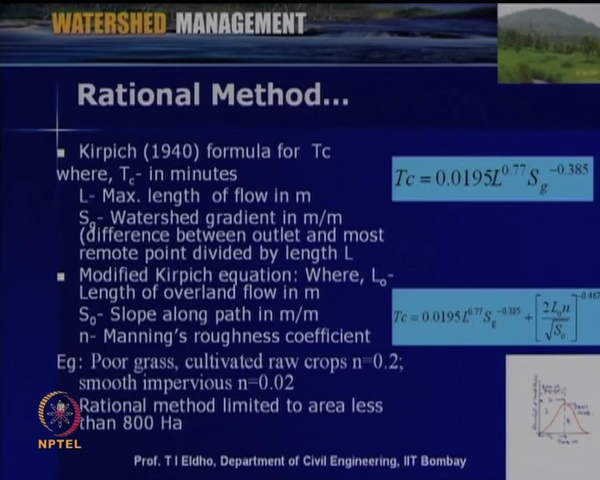 WATERSHED MANAGEMENT
Rational Method...
Kirpich (1940) formula for Tc
where, Tc- in minutes
L- Max. length of flow in m
Sg- Watershed gradient in m/m
(difference between outlet and most
remote point divided by length L
Tc = 0.0195L^0.77 Sg^-0.385
Modified Kirpich equation: Where, Lo-
Length of overland flow in m
S0- Slope along path in m/m
n- Manning's roughness coefficient
Tc = 0.0195L^0.77 Sg^-0.385 + [2Lon/√S0]^-0.467
Eg: Poor grass, cultivated raw crops n=0.2;
smooth impervious n=0.02
Rational method limited to area less
than 800 Ha
NPTEL
Prof. T I Eldho, Department of Civil Engineering, IIT Bombay